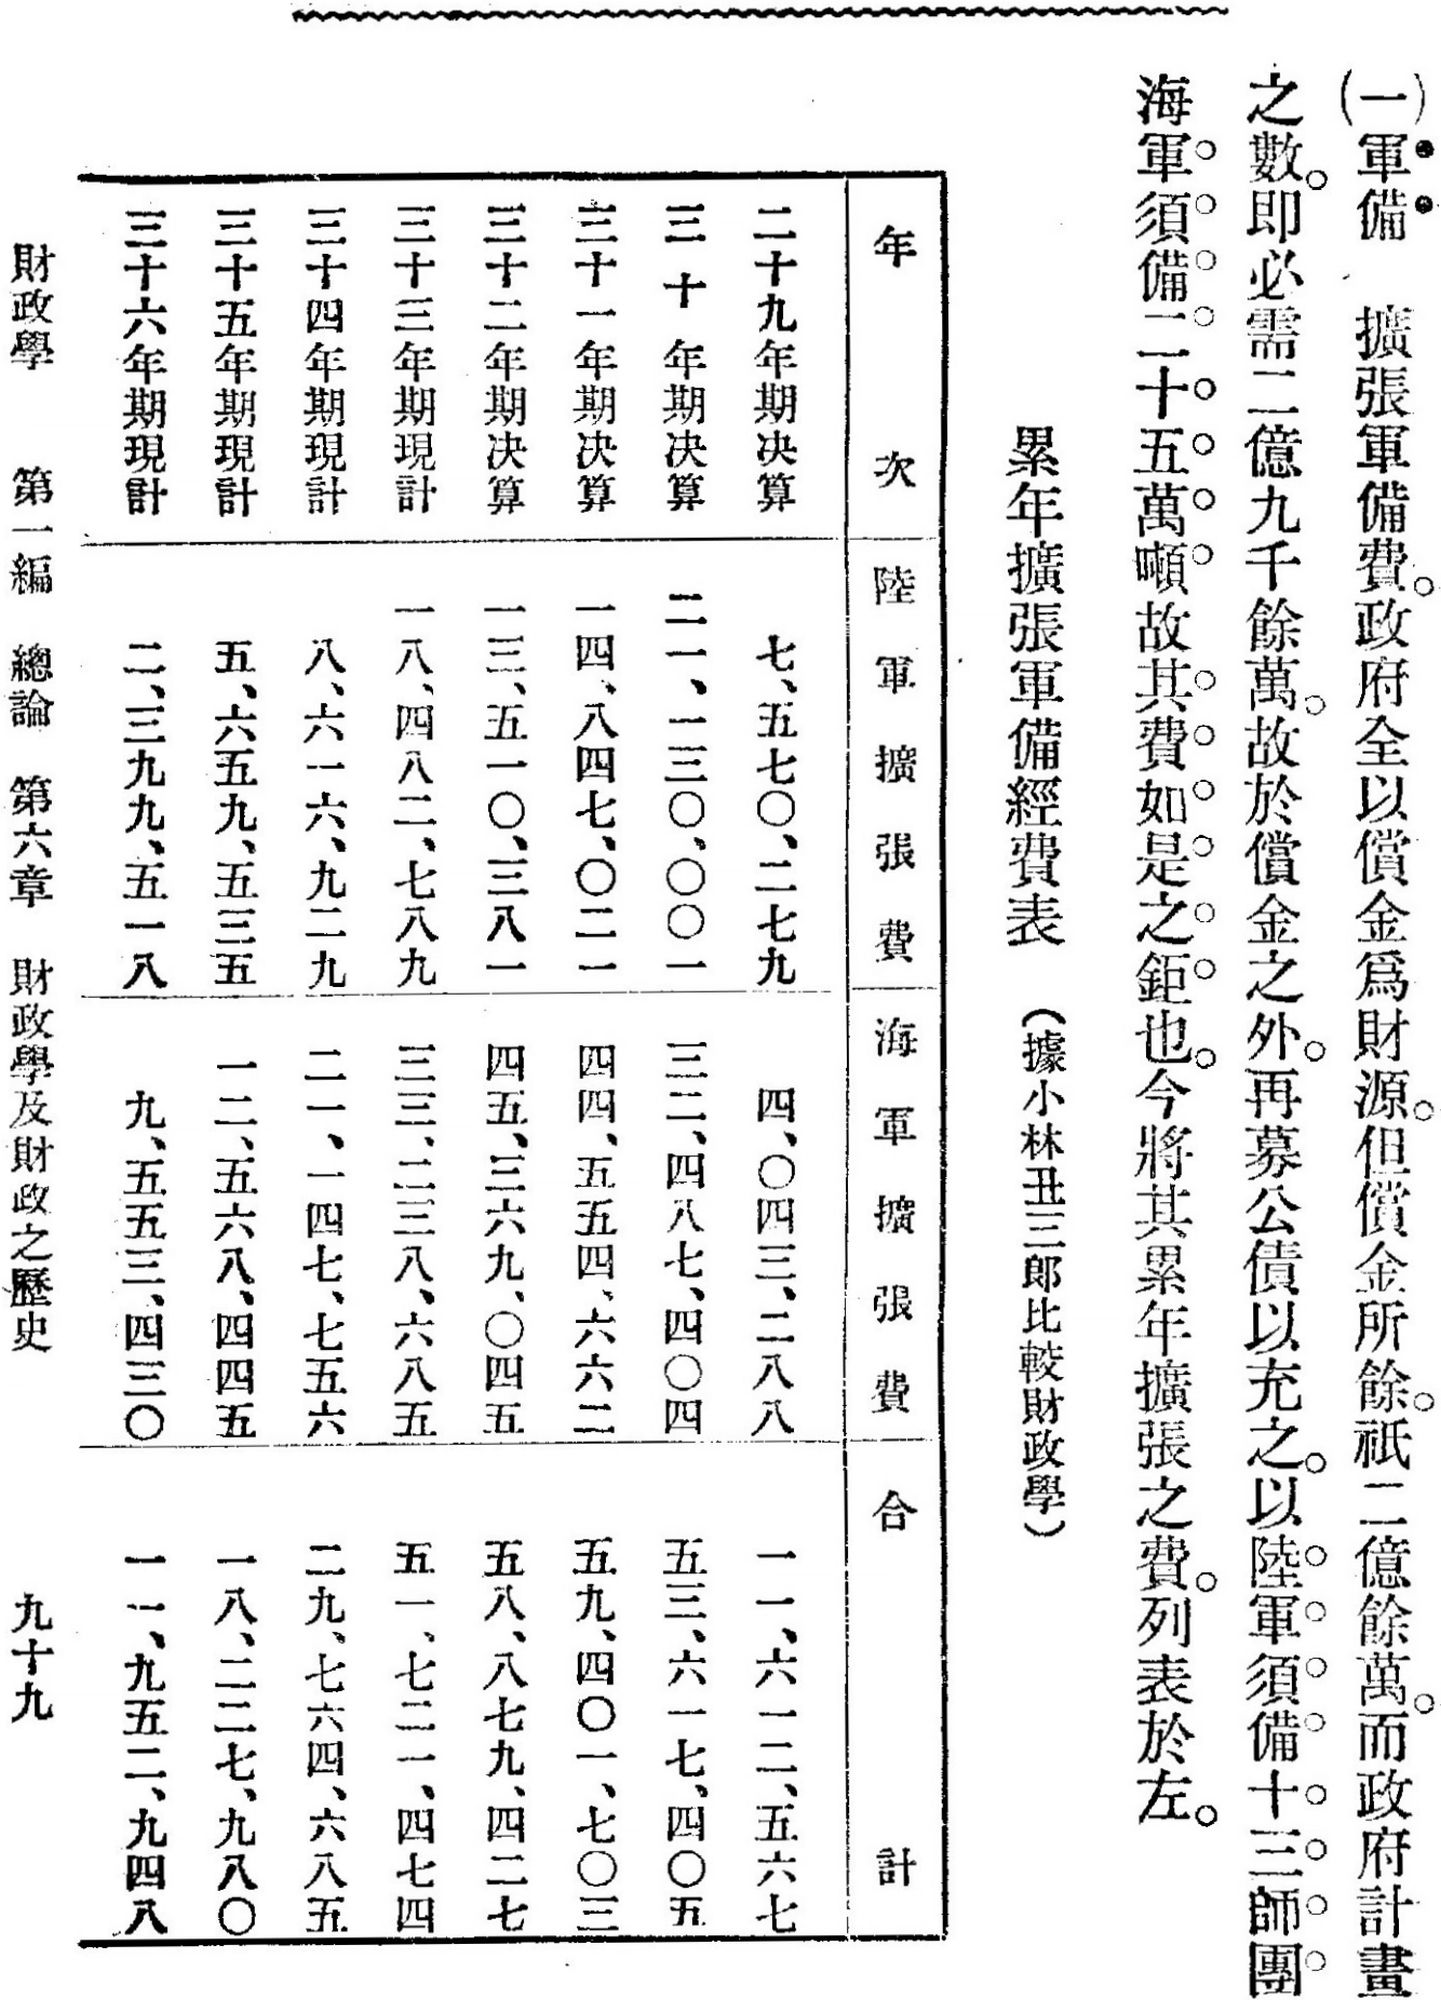 (一)軍備　擴張軍備費。政府全以償金爲財源。但償金所餘。祇二億餘萬。而政府計畫
之數。即必需二億九千餘萬。故於償金之外。再募公債以充之。以陸軍須備十三師團
海軍須備二十五萬噸故其費如是之鉅也。今將其累年擴張之費。列表於左。
累年擴張軍備經費表　(據小林丑三郎比較財政學)
年次　陸軍擴張費　海軍擴張費　合計
二十九年期决算　七、五七〇、二七九　四、〇四三、二八八　一一、六一二、五六七
三十年期决算　二一、一三〇、〇〇一　三二、四八七、四〇四　五三、六一七、四〇五
三十一年期决算　一四、八四七、〇二一　四四、五五四、六六二　五九、四〇一、七〇三
三十二年期决算　一三、五一〇、三八一　四五、三六九、〇四五　五八、八七九、四二七
三十三年期現計　一八、四八二、七八九　三三、二三八、六八五　五一、七二一、四七四
三十四年期現計　八、六一六、九二九　二一、一四七、七五六　二九、七六四、六八五
三十五年期現計　五、六五九、五三五　一二、五六八、四四五　一八、二二七、九八〇
三十六年期現計　二、三九九、五一八　九、五五三、四三〇　一一、九五二、九四八
財政學　第一編　總論　第六章　財政學及財政之歷史　九十九